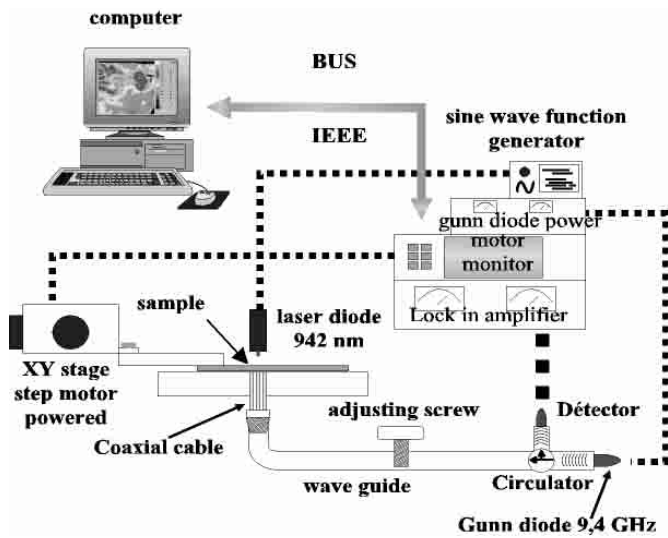 computer
BUS
IEEE
sine wave function
generator
gunn diode power
motor
monitor
Lock in amplifier
sample
laser diode
942 nm
XY stage
step motor
powered
Coaxial cable
adjusting screw
Détector
wave guide
Circulator
Gunn diode 9,4 GHz